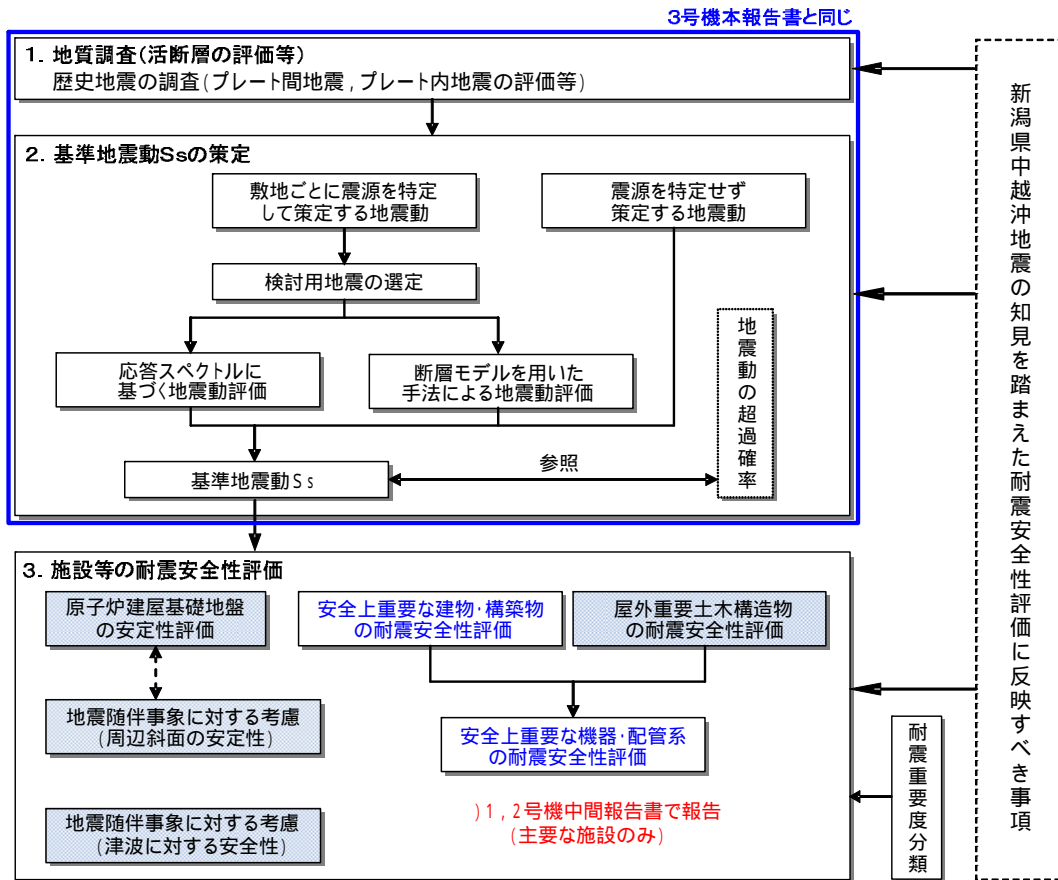 3号機本報告書と同じ
1. 地質調査(活断層の評価等)
歴史地震の調査(プレート間地震,プレート内地震の評価等)
2. 基準地震動Ssの策定
敷地ごとに震源を特定
して策定する地震動
震源を特定せず
策定する地震動
検討用地震の選定
応答スペクトルに
基づく地震動評価
断層モデルを用いた
手法による地震動評価
地震動の超過確率
基準地震動Ss
参照
3. 施設等の耐震安全性評価
原子炉建屋基礎地盤
の安定性評価
安全上重要な建物・構築物
の耐震安全性評価
屋外重要土木構造物
の耐震安全性評価
地震随伴事象に対する考慮
(周辺斜面の安定性)
安全上重要な機器・配管系
の耐震安全性評価
地震随伴事象に対する考慮
(津波に対する安全性)
)1,2号機中間報告書で報告
(主要な施設のみ)
耐震重要度分類
新潟県中越沖地震の知見を踏まえた耐震安全性評価に反映すべき事項